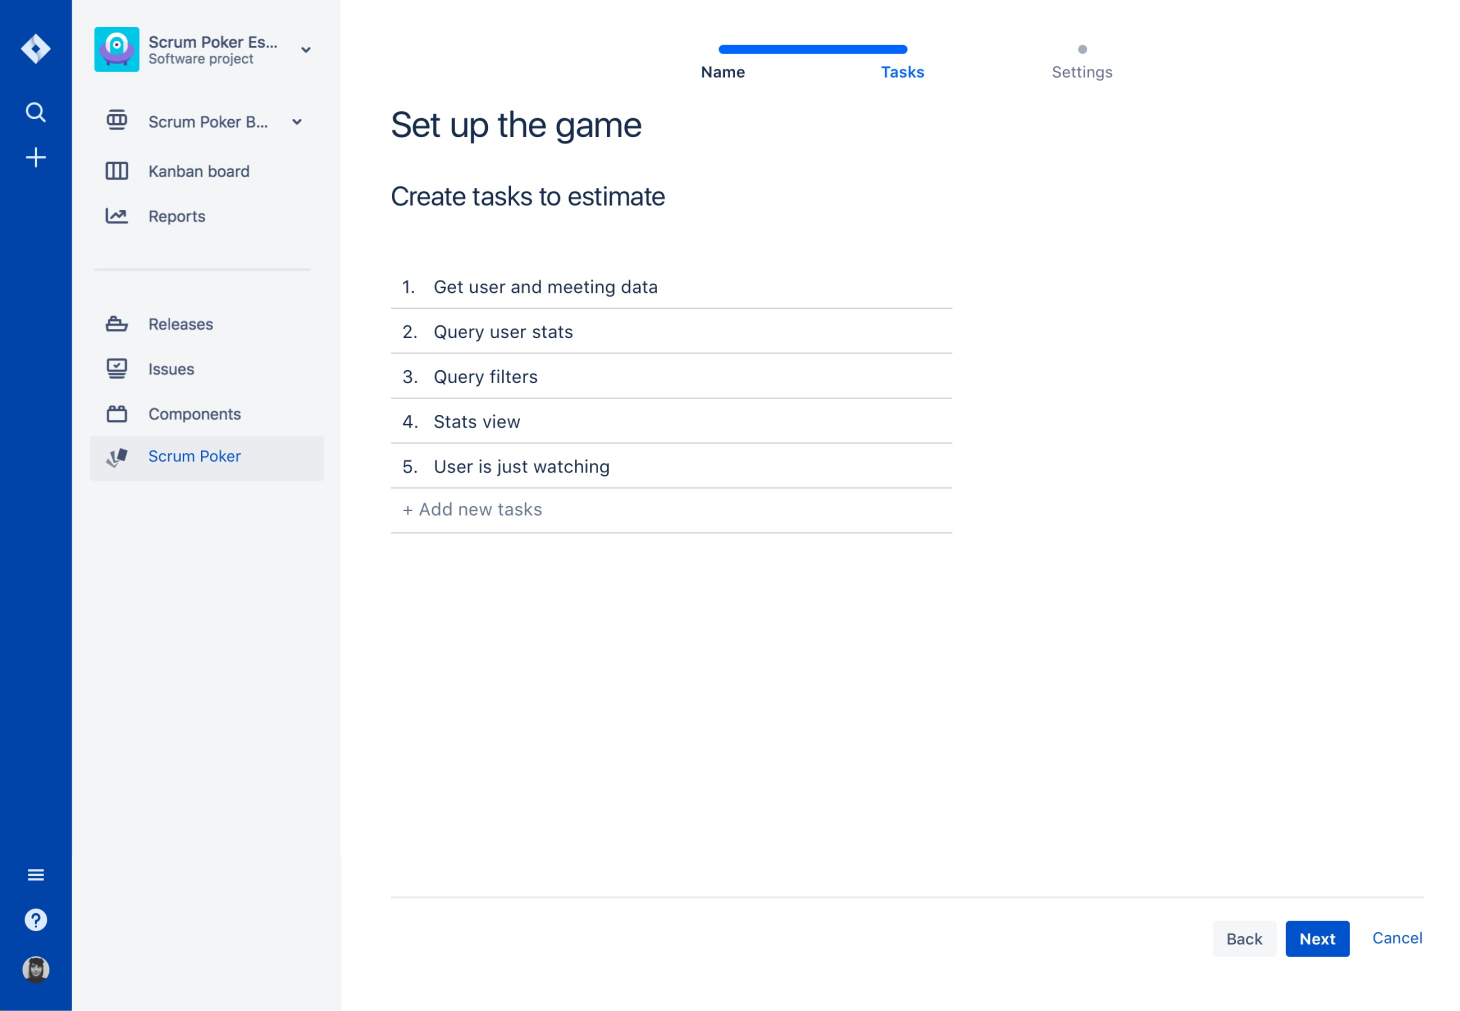 Scrum Poker Es...
Software project
Scrum Poker B...
Kanban board
Reports
Releases
Issues
Components
Scrum Poker
Name
Tasks
Settings
Set up the game
Create tasks to estimate
1. Get user and meeting data
2. Query user stats
3. Query filters
4. Stats view
5. User is just watching
+ Add new tasks
Back
Next
Cancel